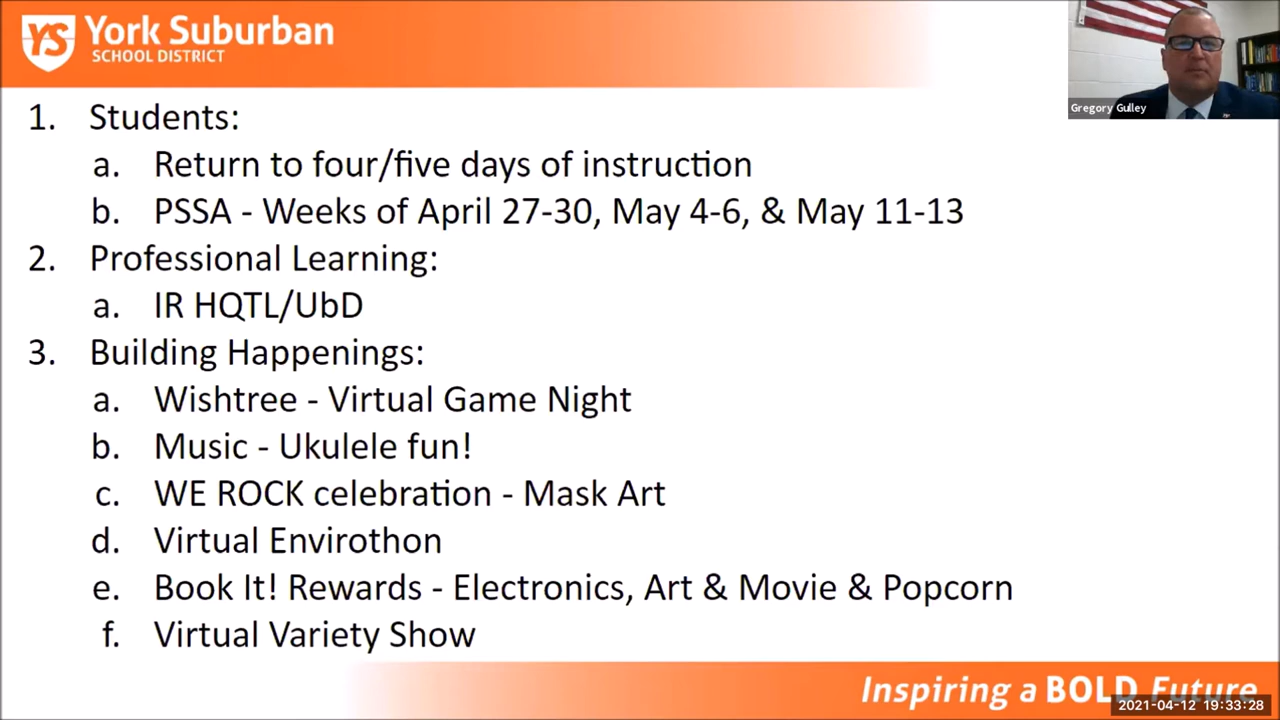 YS York Suburban
SCHOOL DISTRICT
Gregory Gulley
1. Students:
a. Return to four/five days of instruction
b. PSSA - Weeks of April 27-30, May 4-6, & May 11-13
2. Professional Learning:
a. IR HQTL/UbD
3. Building Happenings:
a. Wishtree - Virtual Game Night
b. Music - Ukulele fun!
c. WE ROCK celebration - Mask Art
d. Virtual Envirothon
e. Book It! Rewards - Electronics, Art & Movie & Popcorn
f. Virtual Variety Show
Inspiring a BOLD Future
2021-04-12 19:33:28